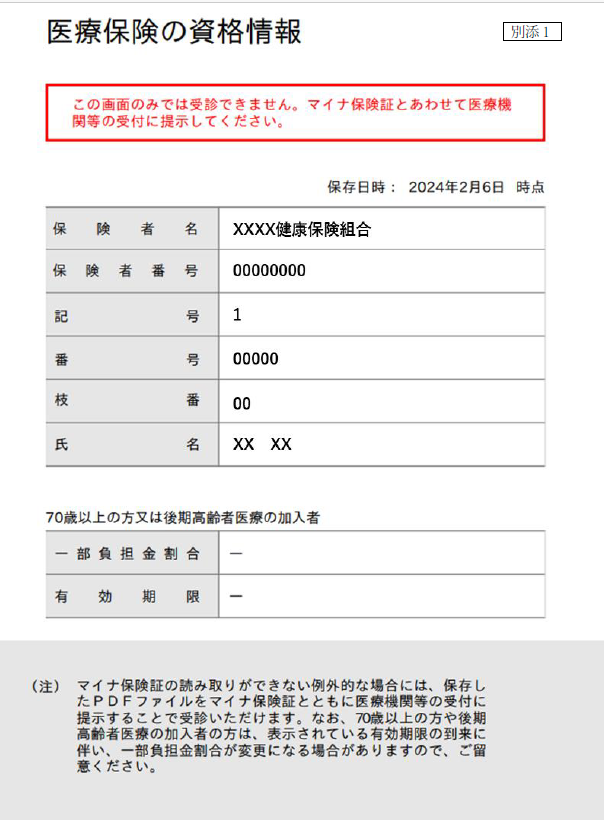 医療保険の資格情報
別添1
この画面のみでは受診できません。マイナ保険証とあわせて医療機
関等の受付に提示してください。
保存日時： 2024年2月6日 時点
保険者名 XXXX健康保険組合
保険者番号 00000000
記号 1
番号 00000
枝番 00
氏名 XX XX
70歳以上の方又は後期高齢者医療の加入者
一部負担金割合 ー
有効期限 ー
（注） マイナ保険証の読み取りができない例外的な場合には、保存し
たＰＤＦファイルをマイナ保険証とともに医療機関等の受付に
提示することで受診いただけます。なお、70歳以上の方や後期
高齢者医療の加入者の方は、表示されている有効期限の到来に
伴い、一部負担金割合が変更になる場合がありますので、ご留
意ください。